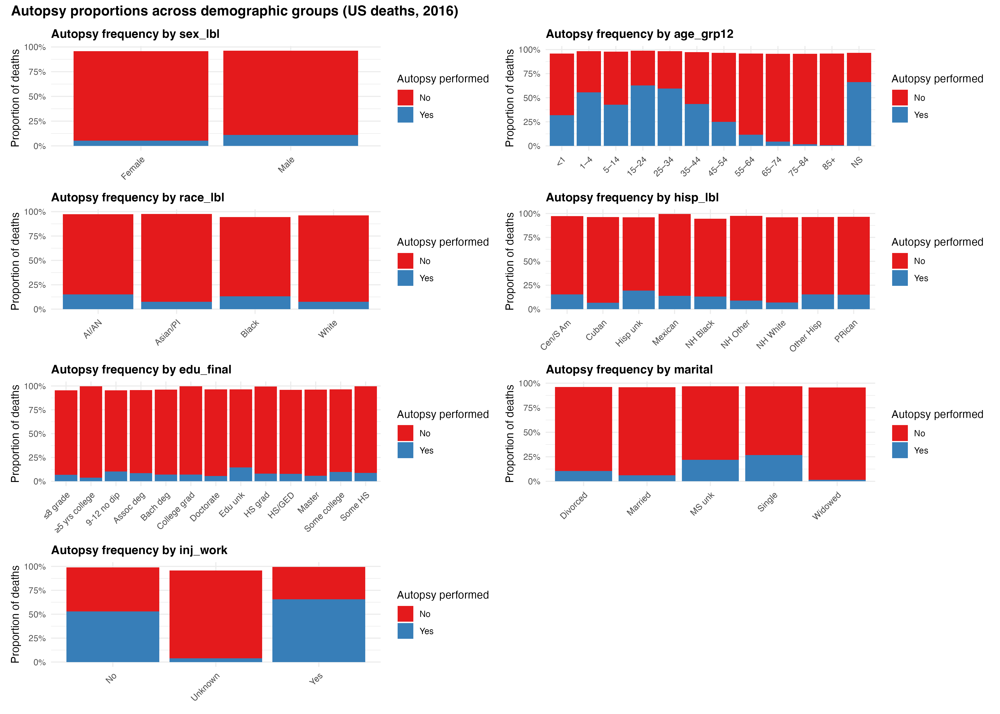 Autopsy proportions across demographic groups (US deaths, 2016)
Autopsy frequency by sex_lbl
Proportion of deaths
100%
75%
50%
25%
0%
Female
Male
Autopsy performed
No
Yes
Autopsy frequency by age_grp12
Proportion of deaths
100%
75%
50%
25%
0%
<1
1–4
5–14
15–24
25–34
35–44
45–54
55–64
65–74
75–84
85+
NS
Autopsy performed
No
Yes
Autopsy frequency by race_lbl
Proportion of deaths
100%
75%
50%
25%
0%
AI/AN
Asian/PI
Black
White
Autopsy performed
No
Yes
Autopsy frequency by hisp_lbl
Proportion of deaths
100%
75%
50%
25%
0%
Cen/S Am
Cuban
Hisp unk
Mexican
NH Black
NH Other
NH White
Other Hisp
PRican
Autopsy performed
No
Yes
Autopsy frequency by edu_final
Proportion of deaths
100%
75%
50%
25%
0%
≤8 grade
≥5 yrs college
9-12 no dip
Assoc deg
Bach deg
College grad
Doctorate
Edu unk
HS grad
HS/GED
Master
Some college
Some HS
Autopsy performed
No
Yes
Autopsy frequency by marital
Proportion of deaths
100%
75%
50%
25%
0%
Divorced
Married
MS unk
Single
Widowed
Autopsy performed
No
Yes
Autopsy frequency by inj_work
Proportion of deaths
100%
75%
50%
25%
0%
No
Unknown
Yes
Autopsy performed
No
Yes